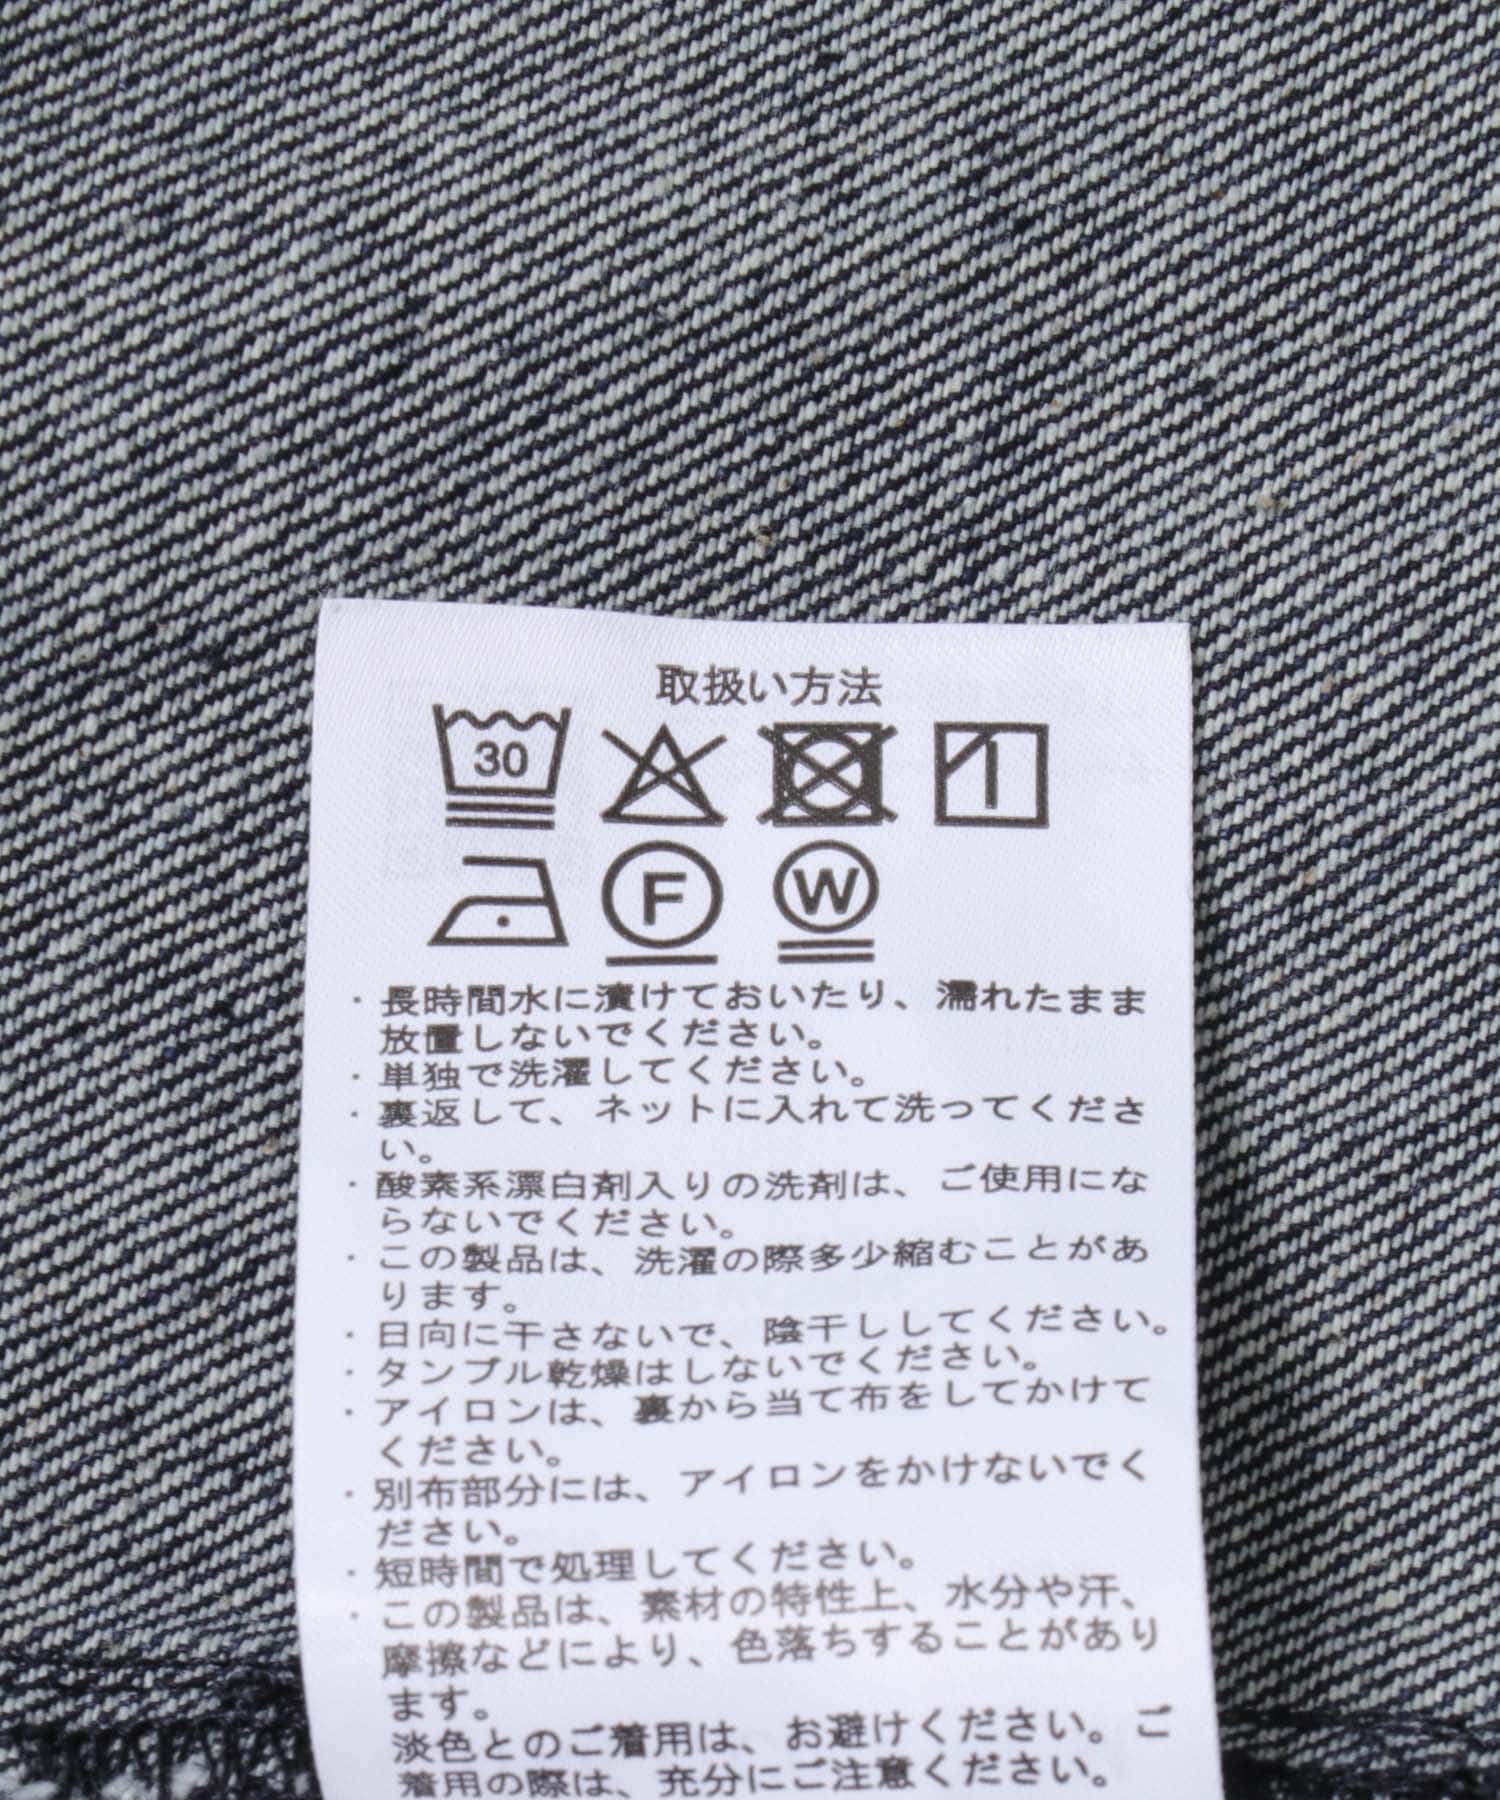 取扱い方法
30
F W
・長時間水に漬けておいたり、濡れたまま
放置しないでください。
・単独で洗濯してください。
・裏返して、ネットに入れて洗ってくださ
い。
・酸素系漂白剤入りの洗剤は、ご使用にな
らないでください。
・この製品は、洗濯の際多少縮むことがあ
ります。
・日向に干さないで、陰干ししてください。
・タンブル乾燥はしないでください。
・アイロンは、裏から当て布をしてかけて
ください。
・別布部分には、アイロンをかけないでく
ださい。
・短時間で処理してください。
・この製品は、素材の特性上、水分や汗、
摩擦などにより、色落ちすることがあり
ます。
淡色とのご着用は、お避けください。ご
着用の際は、充分にご注意ください。